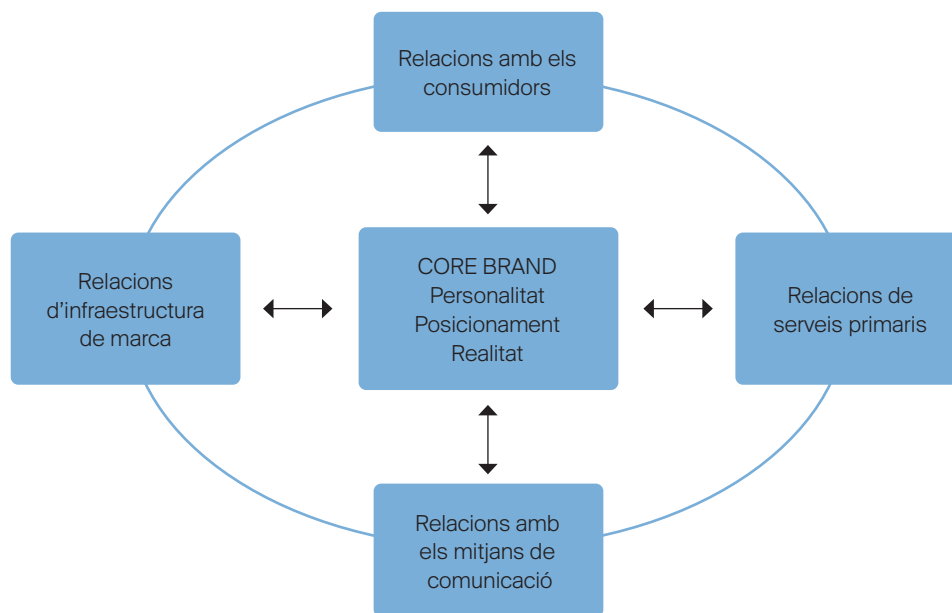 Relacions amb els
consumidors
Relacions
d’infraestructura
de marca
CORE BRAND
Personalitat
Posicionament
Realitat
Relacions de
serveis primaris
Relacions amb
els mitjans de
comunicació